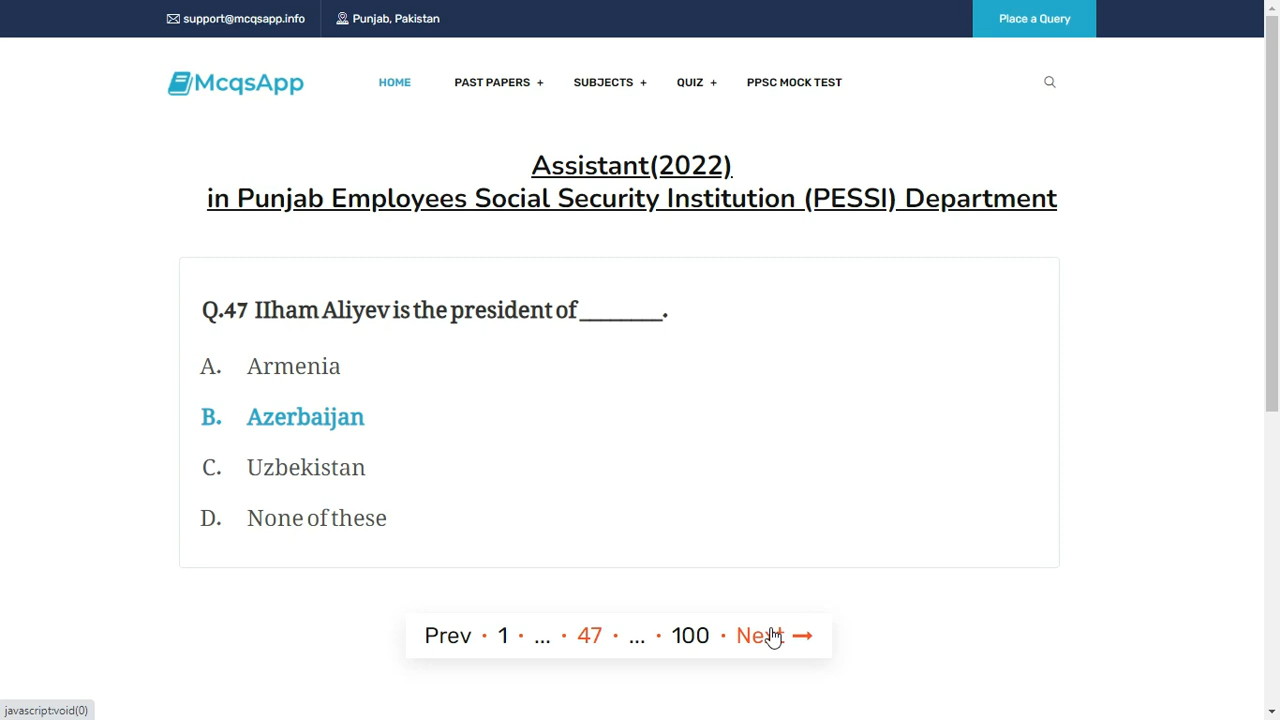 support@mcqsapp.info
Punjab, Pakistan
Place a Query
McqsApp
HOME
PAST PAPERS +
SUBJECTS +
QUIZ +
PPSC MOCK TEST
Assistant(2022)
in Punjab Employees Social Security Institution (PESSI) Department
Q.47 IIham Aliyev is the president of ________.
A. Armenia
B. Azerbaijan
C. Uzbekistan
D. None of these
Prev · 1 · ... · 47 · ... · 100 · Next →
javascript:void(0)